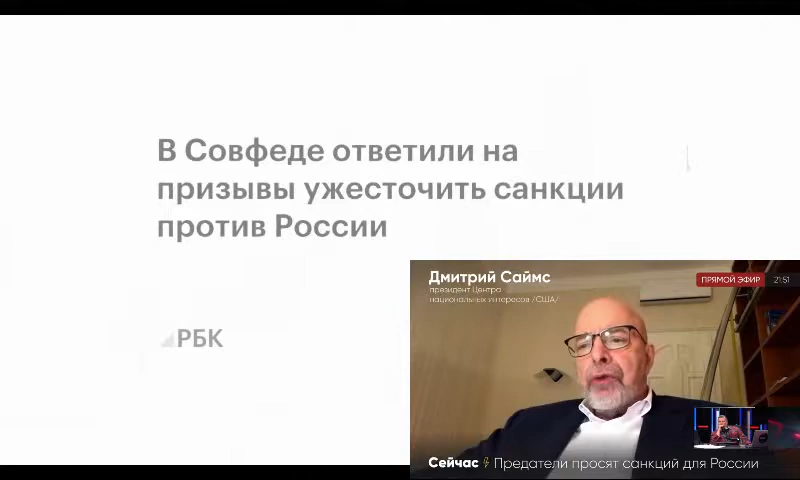 В Совфеде ответили на
призывы ужесточить санкции
против России
РБК
Дмитрий Саймс
президент Центра
национальных интересов /США/
ПРЯМОЙ ЭФИР 21:51
Сейчас Предатели просят санкций для России